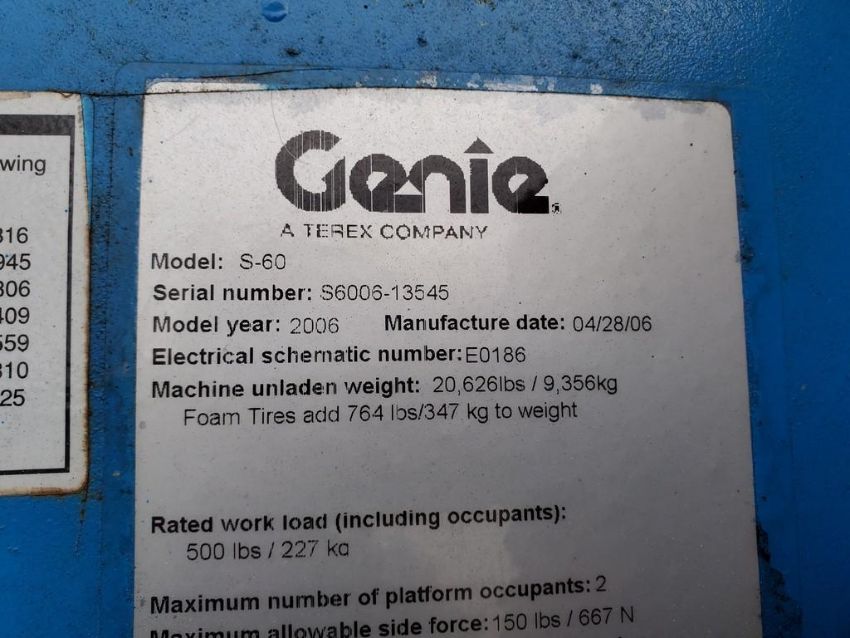 wing
816
945
306
409
559
310
25
Genie
A TEREX COMPANY
Model: S-60
Serial number: S6006-13545
Model year: 2006 Manufacture date: 04/28/06
Electrical schematic number: E0186
Machine unladen weight: 20,626lbs / 9,356kg
Foam Tires add 764 lbs/347 kg to weight
Rated work load (including occupants):
500 lbs / 227 kg
Maximum number of platform occupants: 2
Maximum allowable side force: 150 lbs / 667 N